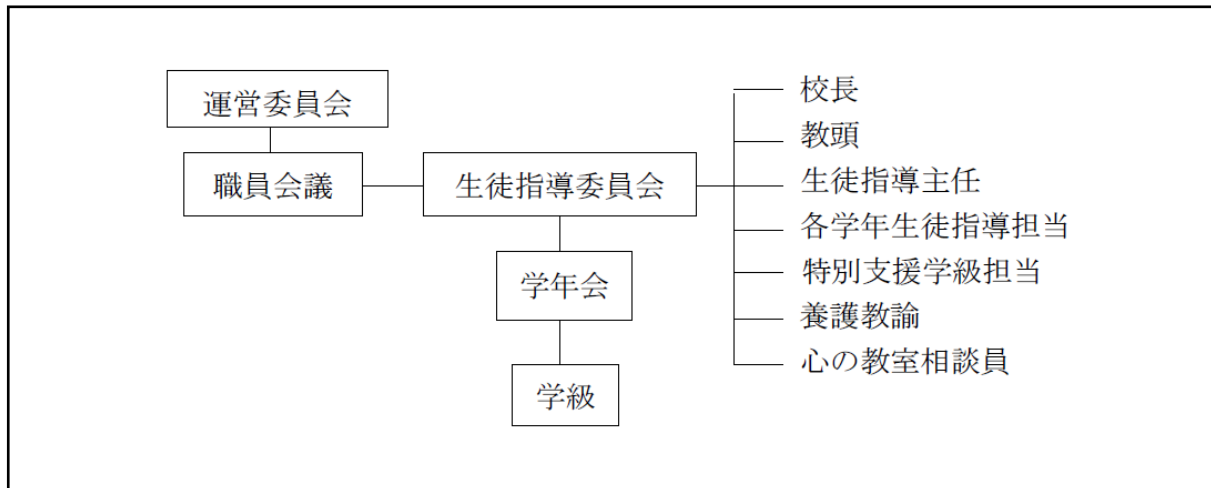 運営委員会
職員会議
生徒指導委員会
学年会
学級
校長
教頭
生徒指導主任
各学年生徒指導担当
特別支援学級担当
養護教諭
心の教室相談員